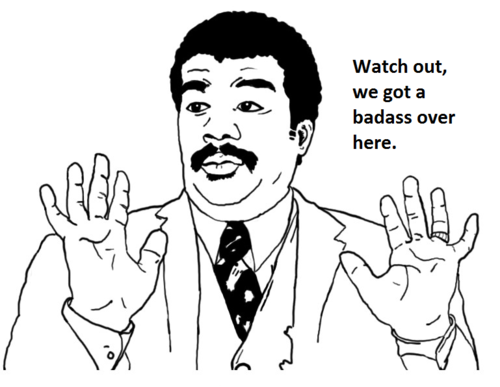 Watch out,
we got a
badass over
here.